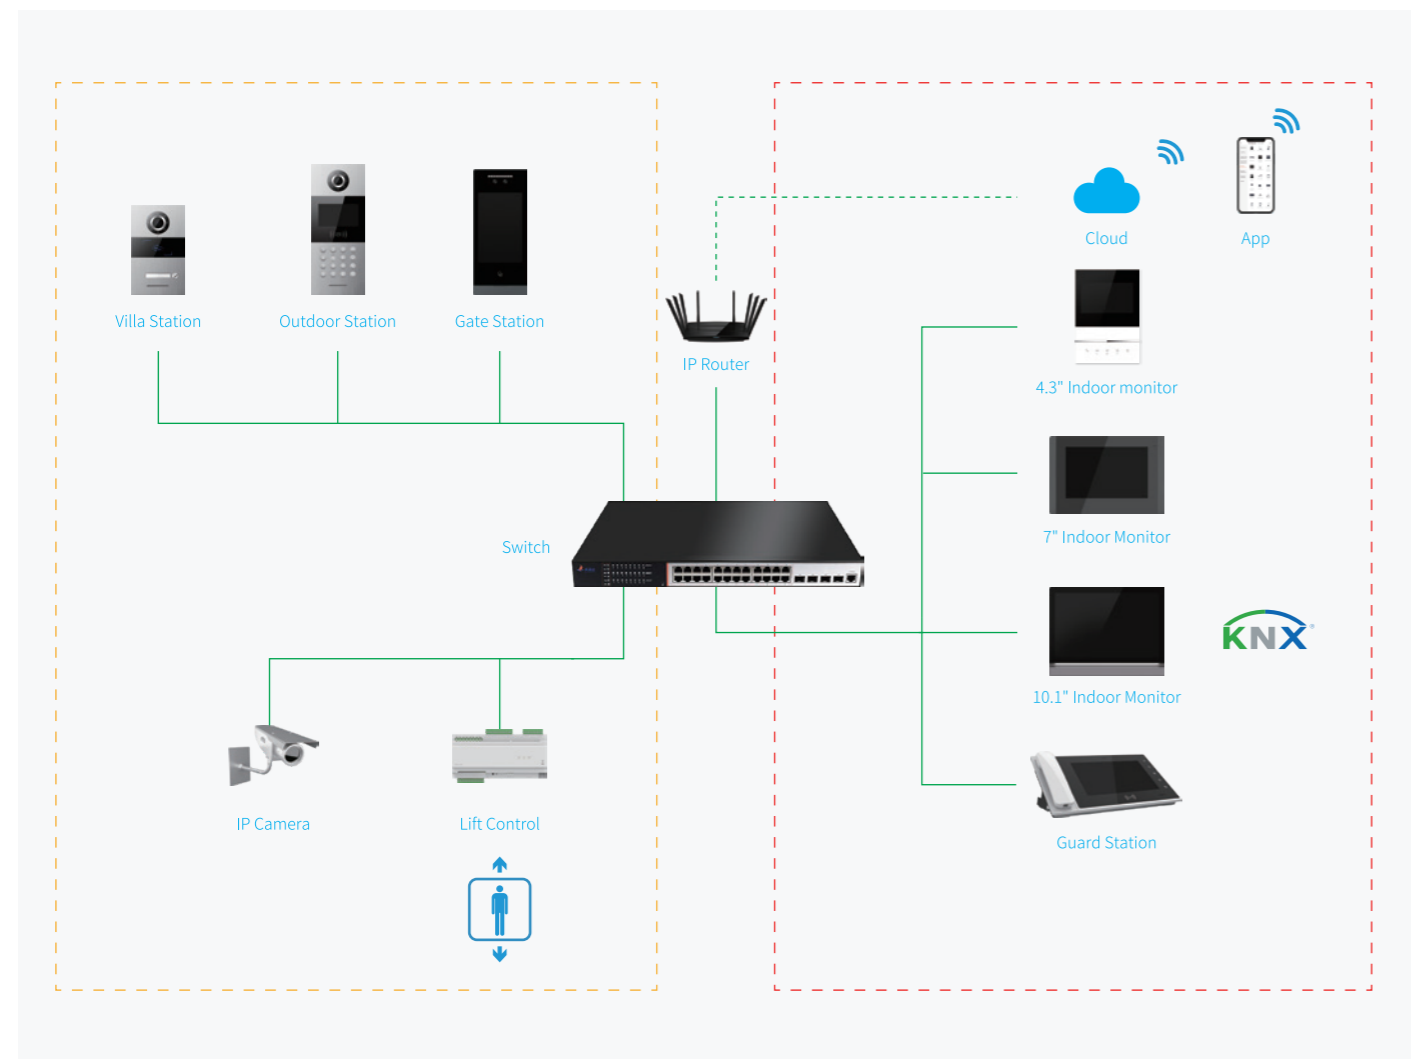 Cloud
App
Villa Station
Outdoor Station
Gate Station
IP Router
4.3" Indoor monitor
Switch
7" Indoor Monitor
KNX®
10.1" Indoor Monitor
IP Camera
Lift Control
Guard Station